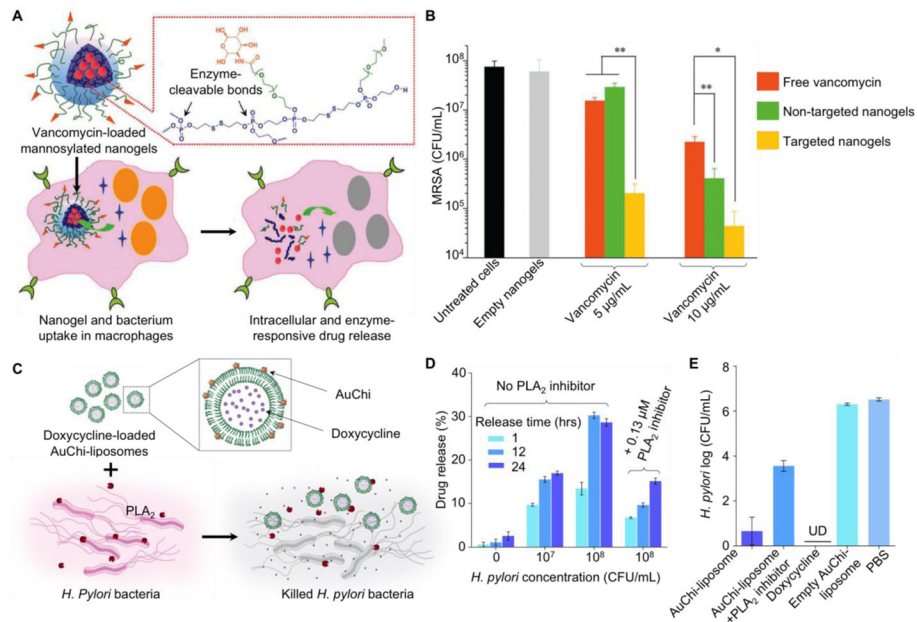 A
HO
OH
HO
OH
O
HN
O
Enzyme-
cleavable bonds
Vancomycin-loaded
mannosylated nanogels
Nanogel and bacterium
uptake in macrophages
Intracellular and enzyme-
responsive drug release
B
MRSA (CFU/mL)
10⁸
10⁷
10⁶
10⁵
10⁴
**
*
**
Free vancomycin
Non-targeted nanogels
Targeted nanogels
Untreated cells
Empty nanogels
Vancomycin
5 µg/mL
Vancomycin
10 µg/mL
C
AuChi
Doxycycline
Doxycycline-loaded
AuChi-liposomes
+
PLA₂
H. Pylori bacteria
Killed H. pylori bacteria
D
Drug release (%)
40
30
20
10
0
No PLA₂ inhibitor
Release time (hrs)
1
12
24
+ 0.13 µM
PLA₂ inhibitor
0
10⁷
10⁸
10⁸
H. pylori concentration (CFU/mL)
E
H. pylori log (CFU/mL)
8
6
4
2
0
UD
AuChi-liposome
AuChi-liposome
+PLA₂ inhibitor
Doxycycline
Empty AuChi-
liposome
PBS